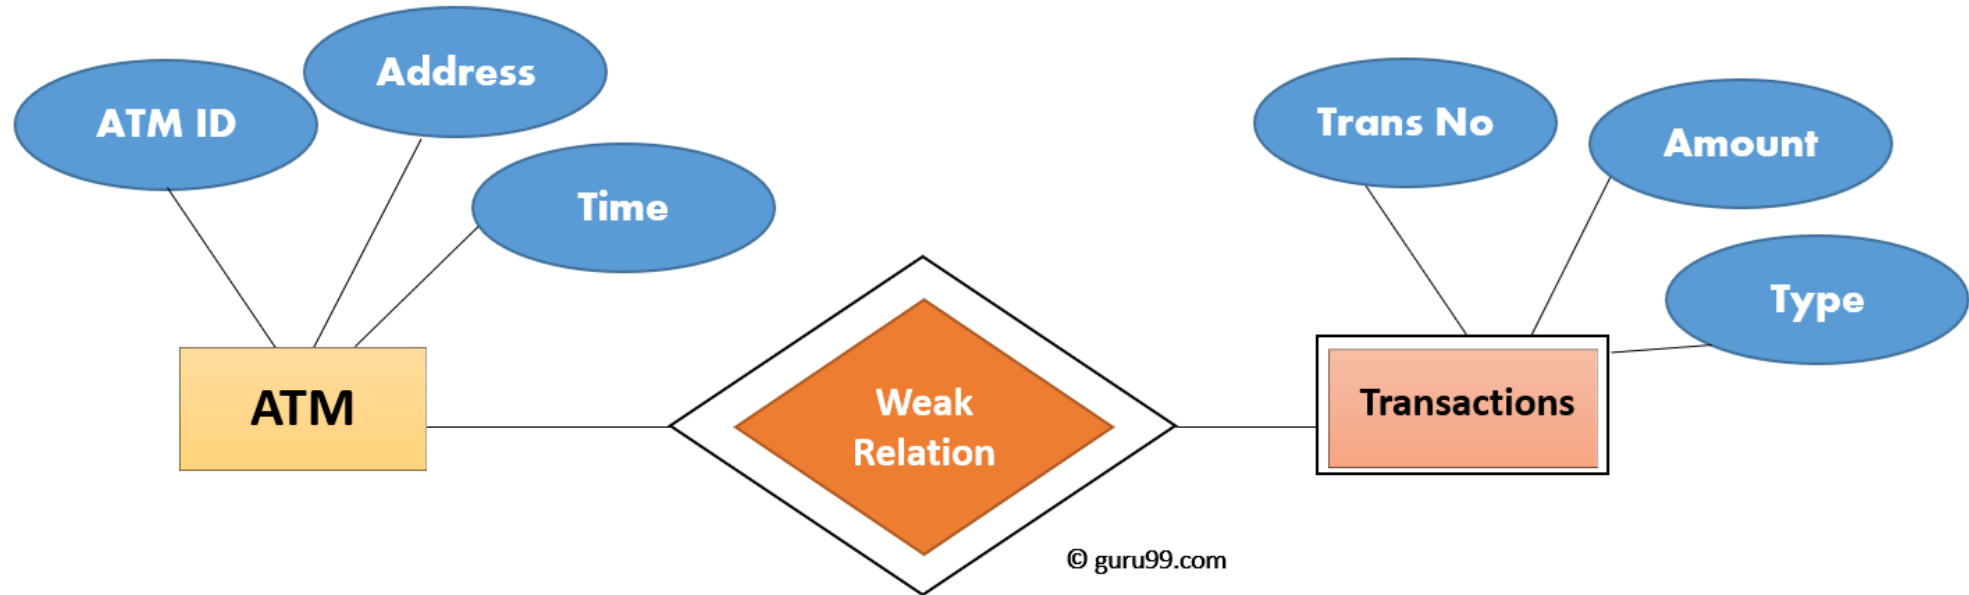 Address
ATM ID
Time
Trans No
Amount
Type
ATM
Weak
Relation
Transactions
© guru99.com